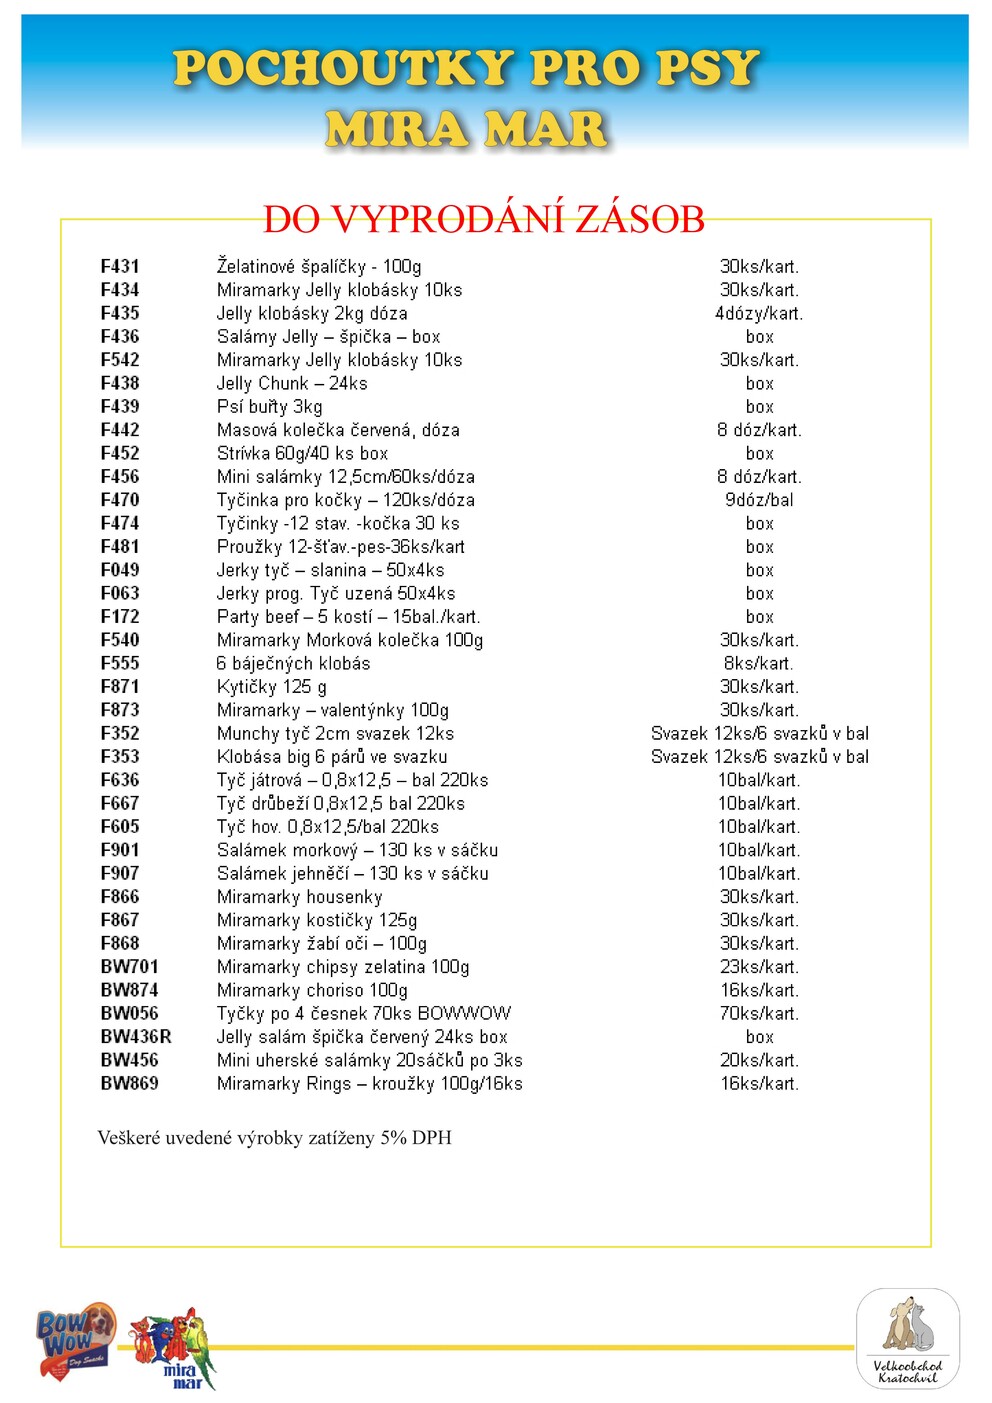 POCHOUTKY PRO PSY
MIRA MAR
DO VYPRODÁNÍ ZÁSOB
F431 Želatinové špalíčky - 100g 30ks/kart.
F434 Miramarky Jelly klobásky 10ks 30ks/kart.
F435 Jelly klobásky 2kg dóza 4dózy/kart.
F436 Salámy Jelly – špička – box box
F542 Miramarky Jelly klobásky 10ks 30ks/kart.
F438 Jelly Chunk – 24ks box
F439 Psí buřty 3kg box
F442 Masová kolečka červená, dóza 8 dóz/kart.
F452 Strívka 60g/40 ks box box
F456 Mini salámky 12,5cm/60ks/dóza 8 dóz/kart.
F470 Tyčinka pro kočky – 120ks/dóza 9dóz/bal
F474 Tyčinky -12 stav. -kočka 30 ks box
F481 Proužky 12-šťav.-pes-36ks/kart box
F049 Jerky tyč – slanina – 50x4ks box
F063 Jerky prog. Tyč uzená 50x4ks box
F172 Party beef – 5 kostí – 15bal./kart. box
F540 Miramarky Morková kolečka 100g 30ks/kart.
F555 6 báječných klobás 8ks/kart.
F871 Kytičky 125 g 30ks/kart.
F873 Miramarky – valentýnky 100g 30ks/kart.
F352 Munchy tyč 2cm svazek 12ks Svazek 12ks/6 svazků v bal
F353 Klobása big 6 párů ve svazku Svazek 12ks/6 svazků v bal
F636 Tyč játrová – 0,8x12,5 – bal 220ks 10bal/kart.
F667 Tyč drůbeží 0,8x12,5 bal 220ks 10bal/kart.
F605 Tyč hov. 0,8x12,5/bal 220ks 10bal/kart.
F901 Salámek morkový – 130 ks v sáčku 10bal/kart.
F907 Salámek jehněčí – 130 ks v sáčku 10bal/kart.
F866 Miramarky housenky 30ks/kart.
F867 Miramarky kostičky 125g 30ks/kart.
F868 Miramarky žabí oči – 100g 30ks/kart.
BW701 Miramarky chipsy zelatina 100g 23ks/kart.
BW874 Miramarky choriso 100g 16ks/kart.
BW056 Tyčky po 4 česnek 70ks BOWWOW 70ks/kart.
BW436R Jelly salám špička červený 24ks box box
BW456 Mini uherské salámky 20sáčků po 3ks 20ks/kart.
BW869 Miramarky Rings – kroužky 100g/16ks 16ks/kart.
Veškeré uvedené výrobky zatíženy 5% DPH
Bow
Wow
Dog Snacks
mira
mar
Velkoobchod
Kratochvíl